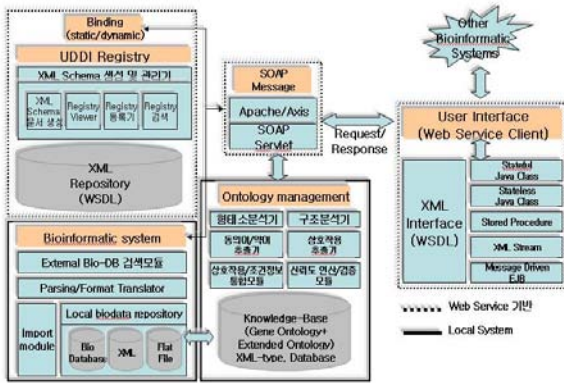 Binding
(static/dynamic)
UDDI Registry
XML Schema 생성 및 관리기
XML
Schema
문서 생성
Registry
Viewer
Registry
등록기
Registry
검색
XML
Repository
(WSDL)
SOAP
Message
Apache/Axis
SOAP
Servlet
Request/
Response
Other
Bioinformatic
Systems
User Interface
(Web Service Client)
XML
Interface
(WSDL)
Stateful
Java Class
Stateless
Java Class
Stored Procedure
XML Stream
Message Driven
EJB
Web Service 기반
Local System
Bioinformatic system
External Bio-DB 검색모듈
Parsing/Format Translator
Import
module
Local biodata repository
Bio
Database
XML
Flat
File
Ontology management
형태소분석기
구조분석기
동의어/약어
추출기
상호작용
추출기
상호작용/조건정보
통합모듈
신뢰도 연산/검증
모듈
Knowledge-Base
(Gene Ontology+
Extended Ontology)
XML-type, Database